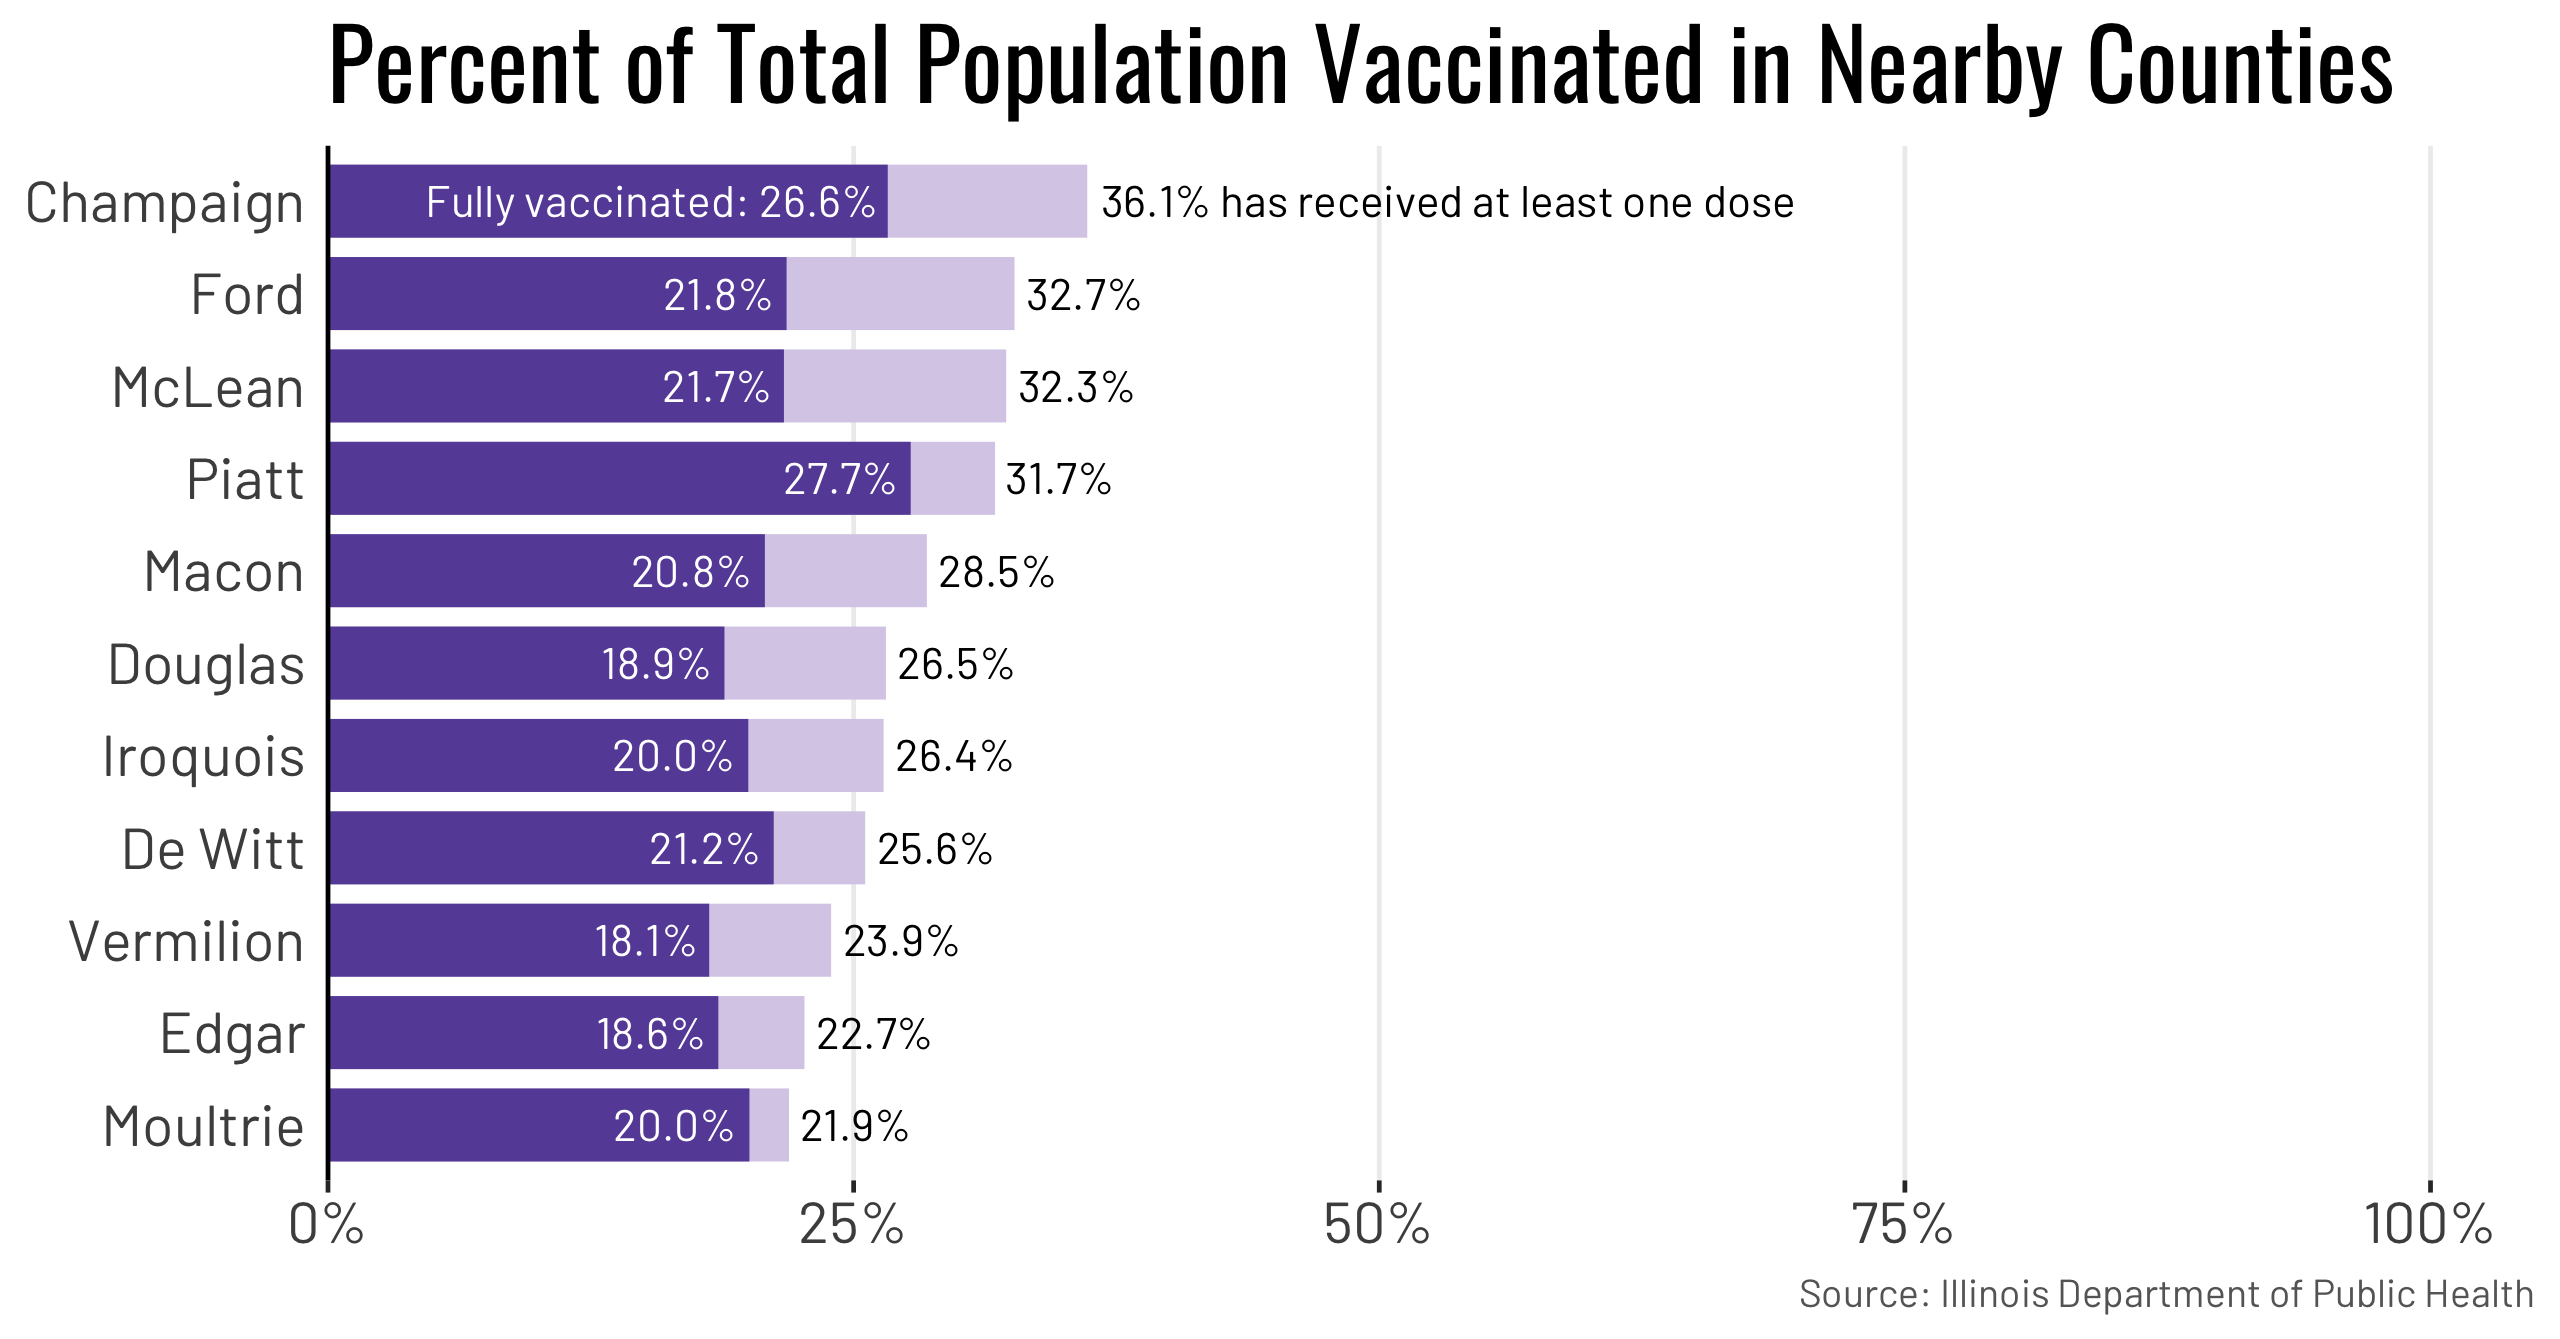 Percent of Total Population Vaccinated in Nearby Counties
Champaign Fully vaccinated: 26.6% 36.1% has received at least one dose
Ford 21.8% 32.7%
McLean 21.7% 32.3%
Piatt 27.7% 31.7%
Macon 20.8% 28.5%
Douglas 18.9% 26.5%
Iroquois 20.0% 26.4%
De Witt 21.2% 25.6%
Vermilion 18.1% 23.9%
Edgar 18.6% 22.7%
Moultrie 20.0% 21.9%
0% 25% 50% 75% 100%
Source: Illinois Department of Public Health